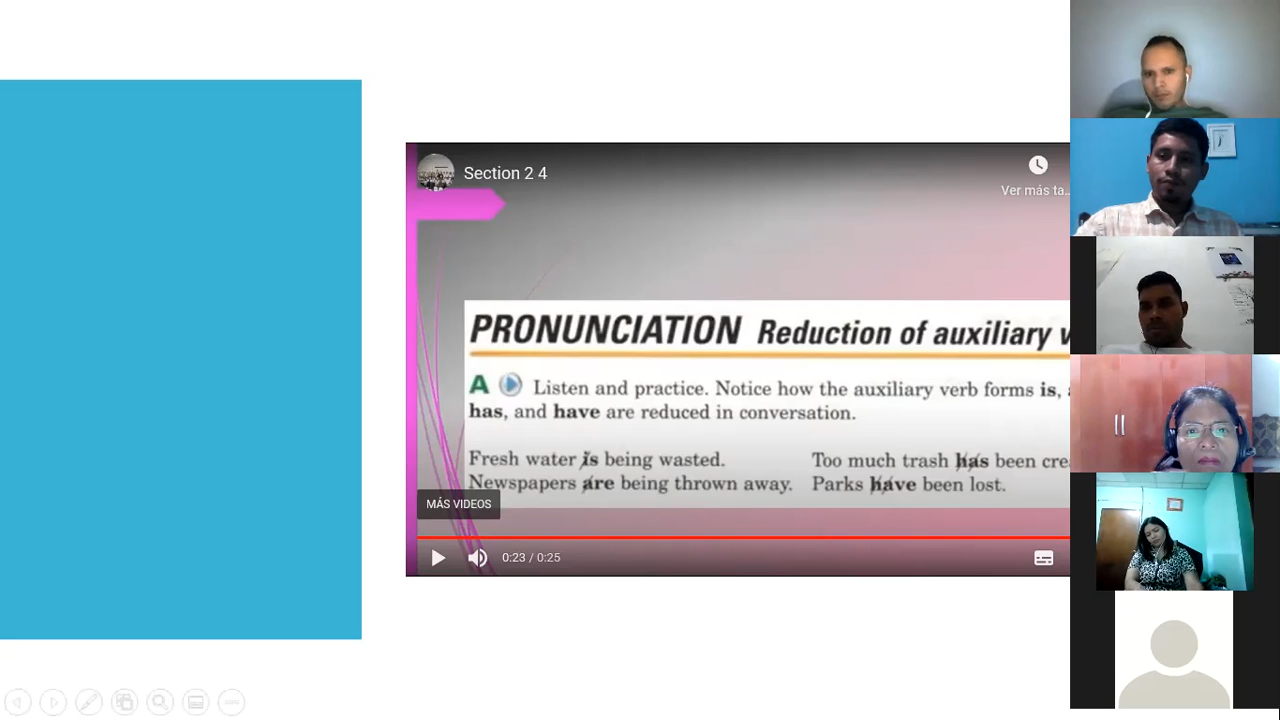 Section 2 4
Ver más ta...
PRONUNCIATION Reduction of auxiliary
A Listen and practice. Notice how the auxiliary verb forms is,
has, and have are reduced in conversation.
Fresh water is being wasted.
Newspapers are being thrown away.
Too much trash has been cre
Parks have been lost.
MÁS VIDEOS
0:23 / 0:25